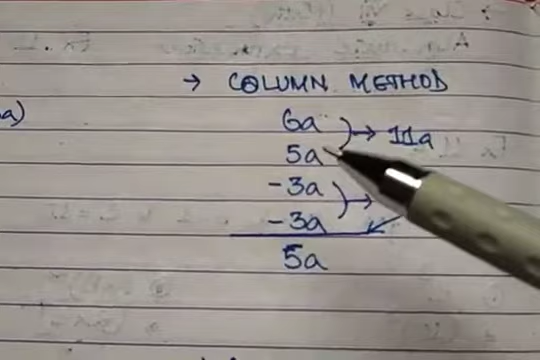 a)
→ COLUMN METHOD
6a
5a → 11a
-3a
-3a →
5a